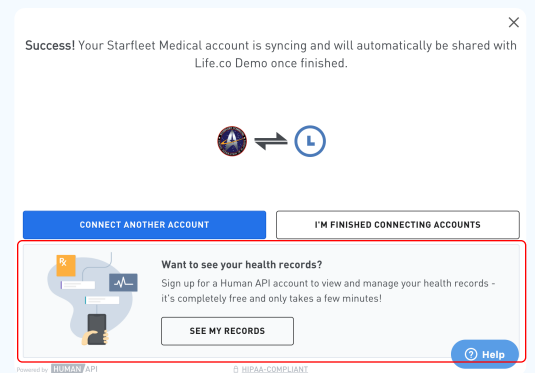 Success! Your Starfleet Medical account is syncing and will automatically be shared with
Life.co Demo once finished.
L
CONNECT ANOTHER ACCOUNT
I'M FINISHED CONNECTING ACCOUNTS
Rx
Want to see your health records?
Sign up for a Human API account to view and manage your health records -
it's completely free and only takes a few minutes!
SEE MY RECORDS
? Help
Powered by HUMAN API
HIPAA-COMPLIANT